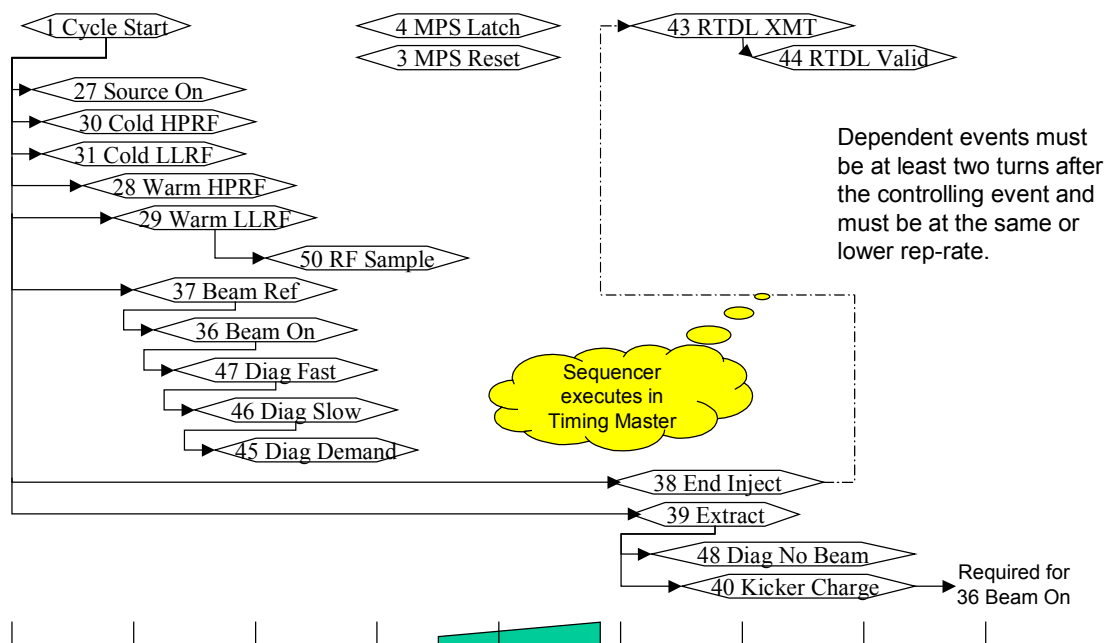 1 Cycle Start
4 MPS Latch
43 RTDL XMT
3 MPS Reset
44 RTDL Valid
27 Source On
30 Cold HPRF
31 Cold LLRF
28 Warm HPRF
29 Warm LLRF
50 RF Sample
Dependent events must
be at least two turns after
the controlling event and
must be at the same or
lower rep-rate.
37 Beam Ref
36 Beam On
47 Diag Fast
46 Diag Slow
45 Diag Demand
Sequencer
executes in
Timing Master
38 End Inject
39 Extract
48 Diag No Beam
40 Kicker Charge
Required for
36 Beam On